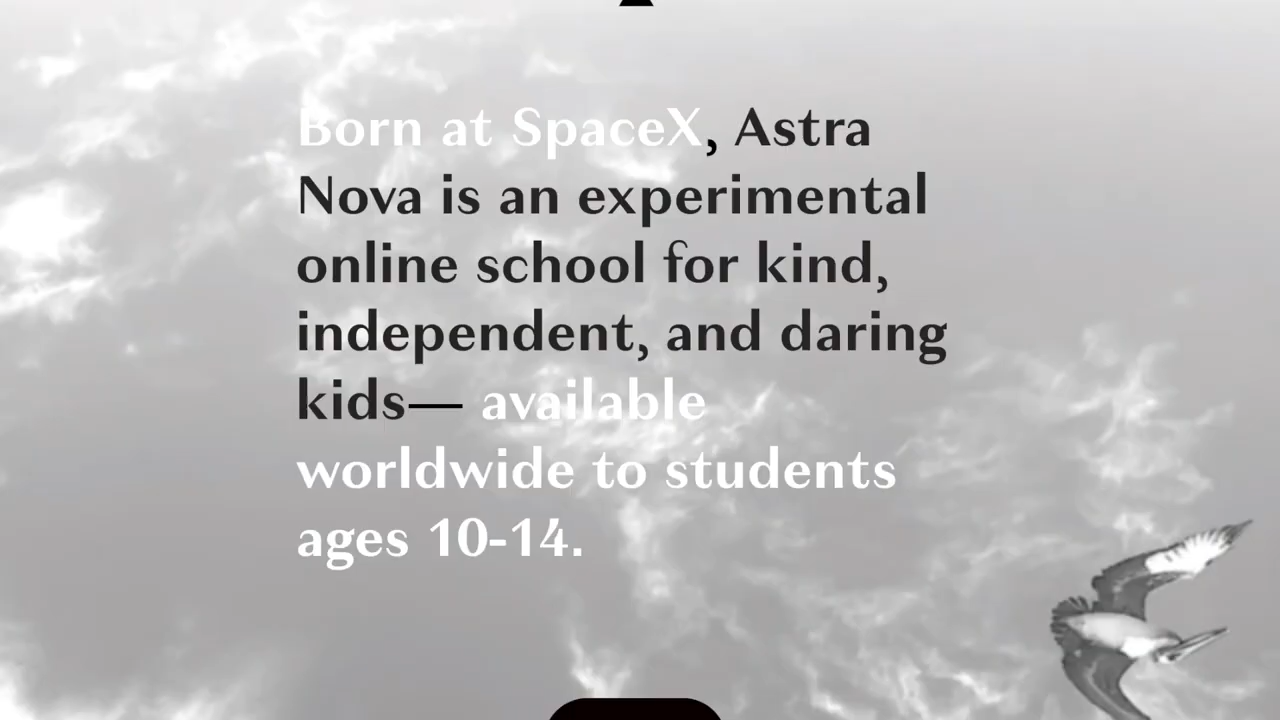 Born at SpaceX, Astra
Nova is an experimental
online school for kind,
independent, and daring
kids— available
worldwide to students
ages 10-14.